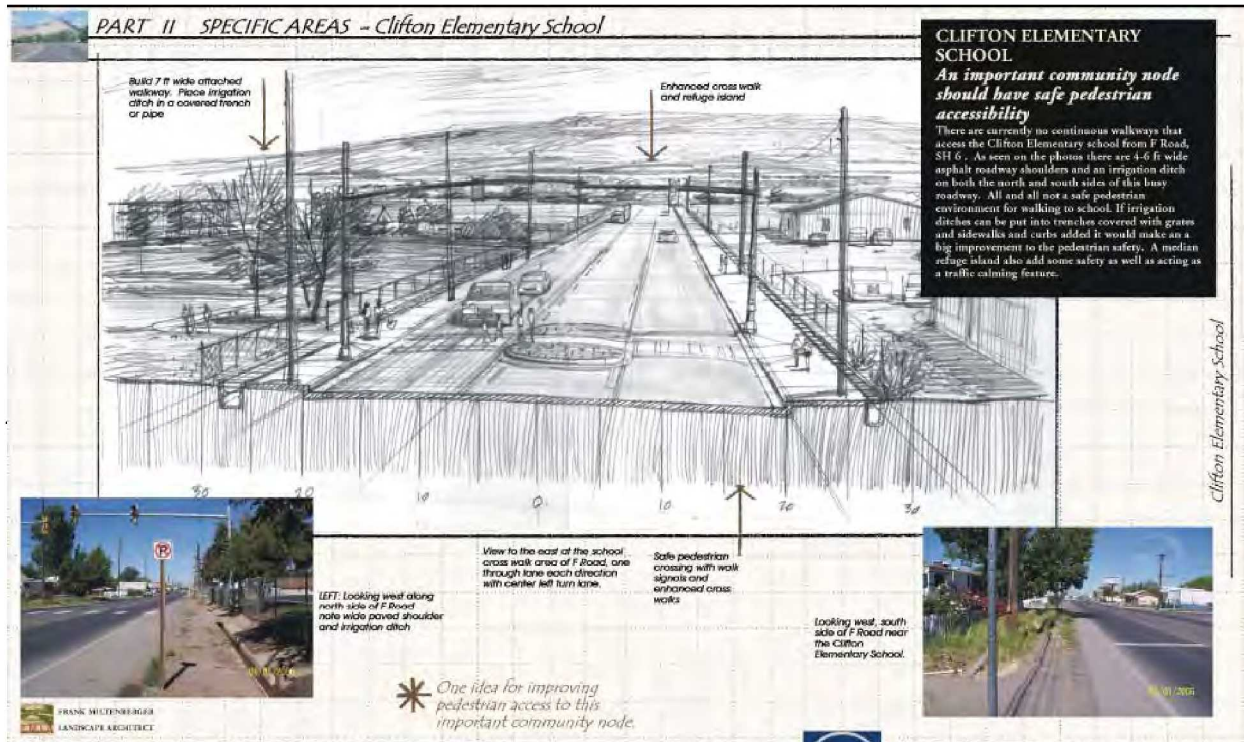 PART II SPECIFIC AREAS - Clifton Elementary School
Build 7 ft wide attached
walkway. Place irrigation
ditch in a covered trench
or pipe
Enhanced cross walk
and refuge island
CLIFTON ELEMENTARY
SCHOOL
An important community node
should have safe pedestrian
accessibility
There are currently no continuous walkways that
access the Clifton Elementary school from F Road,
SH 6 . As seen on the photos there are 4-6 ft wide
asphalt roadway shoulders and an irrigation ditch
on both the north and south sides of this busy
roadway. All and all not a safe pedestrian
environment for walking to school. If irrigation
ditches can be put into trenches covered with grates
and sidewalks and curbs added it would make an a
big improvement to the pedestrian safety. A median
refuge island also add some safety as well as acting as
a traffic calming feature.
Clifton Elementary School
30 20 10 0 10 20 30
LEFT: Looking west along
north side of F Road
note wide paved shoulder
and irrigation ditch
View to the east at the school
cross walk area of F Road, one
through lane each direction
with center left turn lane.
Safe pedestrian
crossing with walk
signals and
enhanced cross
walks
Looking west, south
side of F Road near
the Clifton
Elementary School.
One idea for improving
pedestrian access to this
important community node.
FRANK MILTENBERGER
LANDSCAPE ARCHITECT